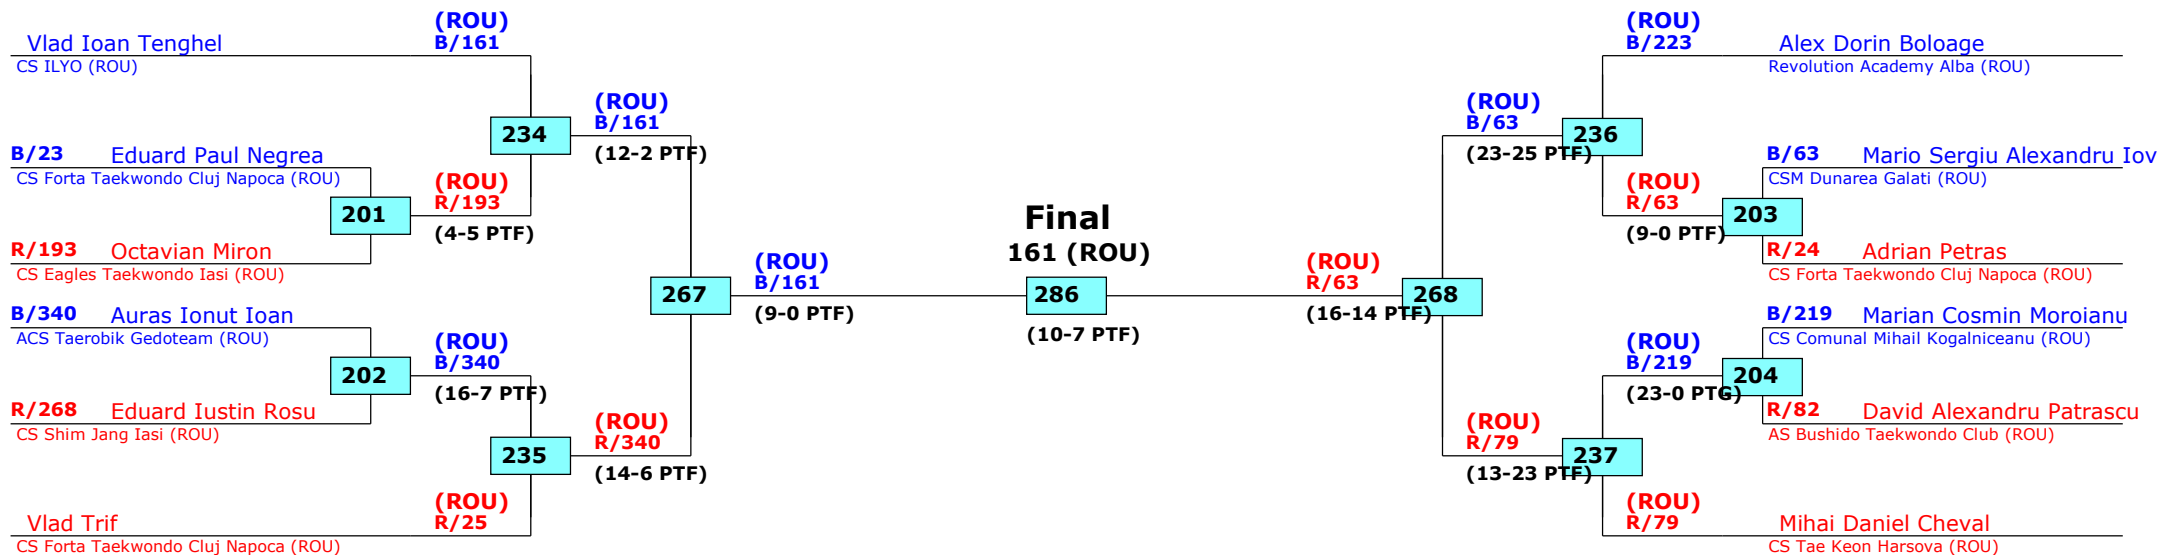 (ROU)
B/161
Vlad Ioan Tenghel
CS ILYO (ROU)
234
(ROU)
B/161
(12-2 PTF)
B/23 Eduard Paul Negrea
CS Forta Taekwondo Cluj Napoca (ROU)
201
(ROU)
R/193
(4-5 PTF)
R/193 Octavian Miron
CS Eagles Taekwondo Iasi (ROU)
267
(ROU)
B/161
(9-0 PTF)
B/340 Auras Ionut Ioan
ACS Taerobik Gedoteam (ROU)
202
(ROU)
B/340
(16-7 PTF)
R/268 Eduard Iustin Rosu
CS Shim Jang Iasi (ROU)
235
(ROU)
R/340
(14-6 PTF)
(ROU)
R/25
Vlad Trif
CS Forta Taekwondo Cluj Napoca (ROU)
Final
161 (ROU)
286
(10-7 PTF)
(ROU)
B/223
Alex Dorin Boloage
Revolution Academy Alba (ROU)
(ROU)
B/63
236
(23-25 PTF)
B/63 Mario Sergiu Alexandru Iov
CSM Dunarea Galati (ROU)
(ROU)
R/63
203
(9-0 PTF)
R/24 Adrian Petras
CS Forta Taekwondo Cluj Napoca (ROU)
(ROU)
R/63
268
(16-14 PTF)
B/219 Marian Cosmin Moroianu
CS Comunal Mihail Kogalniceanu (ROU)
(ROU)
B/219
204
(23-0 PTG)
R/82 David Alexandru Patrascu
AS Bushido Taekwondo Club (ROU)
(ROU)
R/79
237
(13-23 PTF)
(ROU)
R/79
Mihai Daniel Cheval
CS Tae Keon Harsova (ROU)